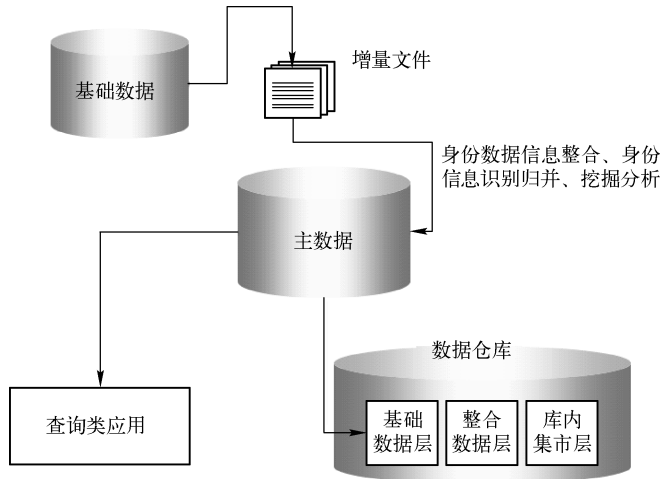 基础数据
增量文件
身份数据信息整合、身份
信息识别归并、挖掘分析
主数据
数据仓库
查询类应用
基础
数据层
整合
数据层
库内
集市层